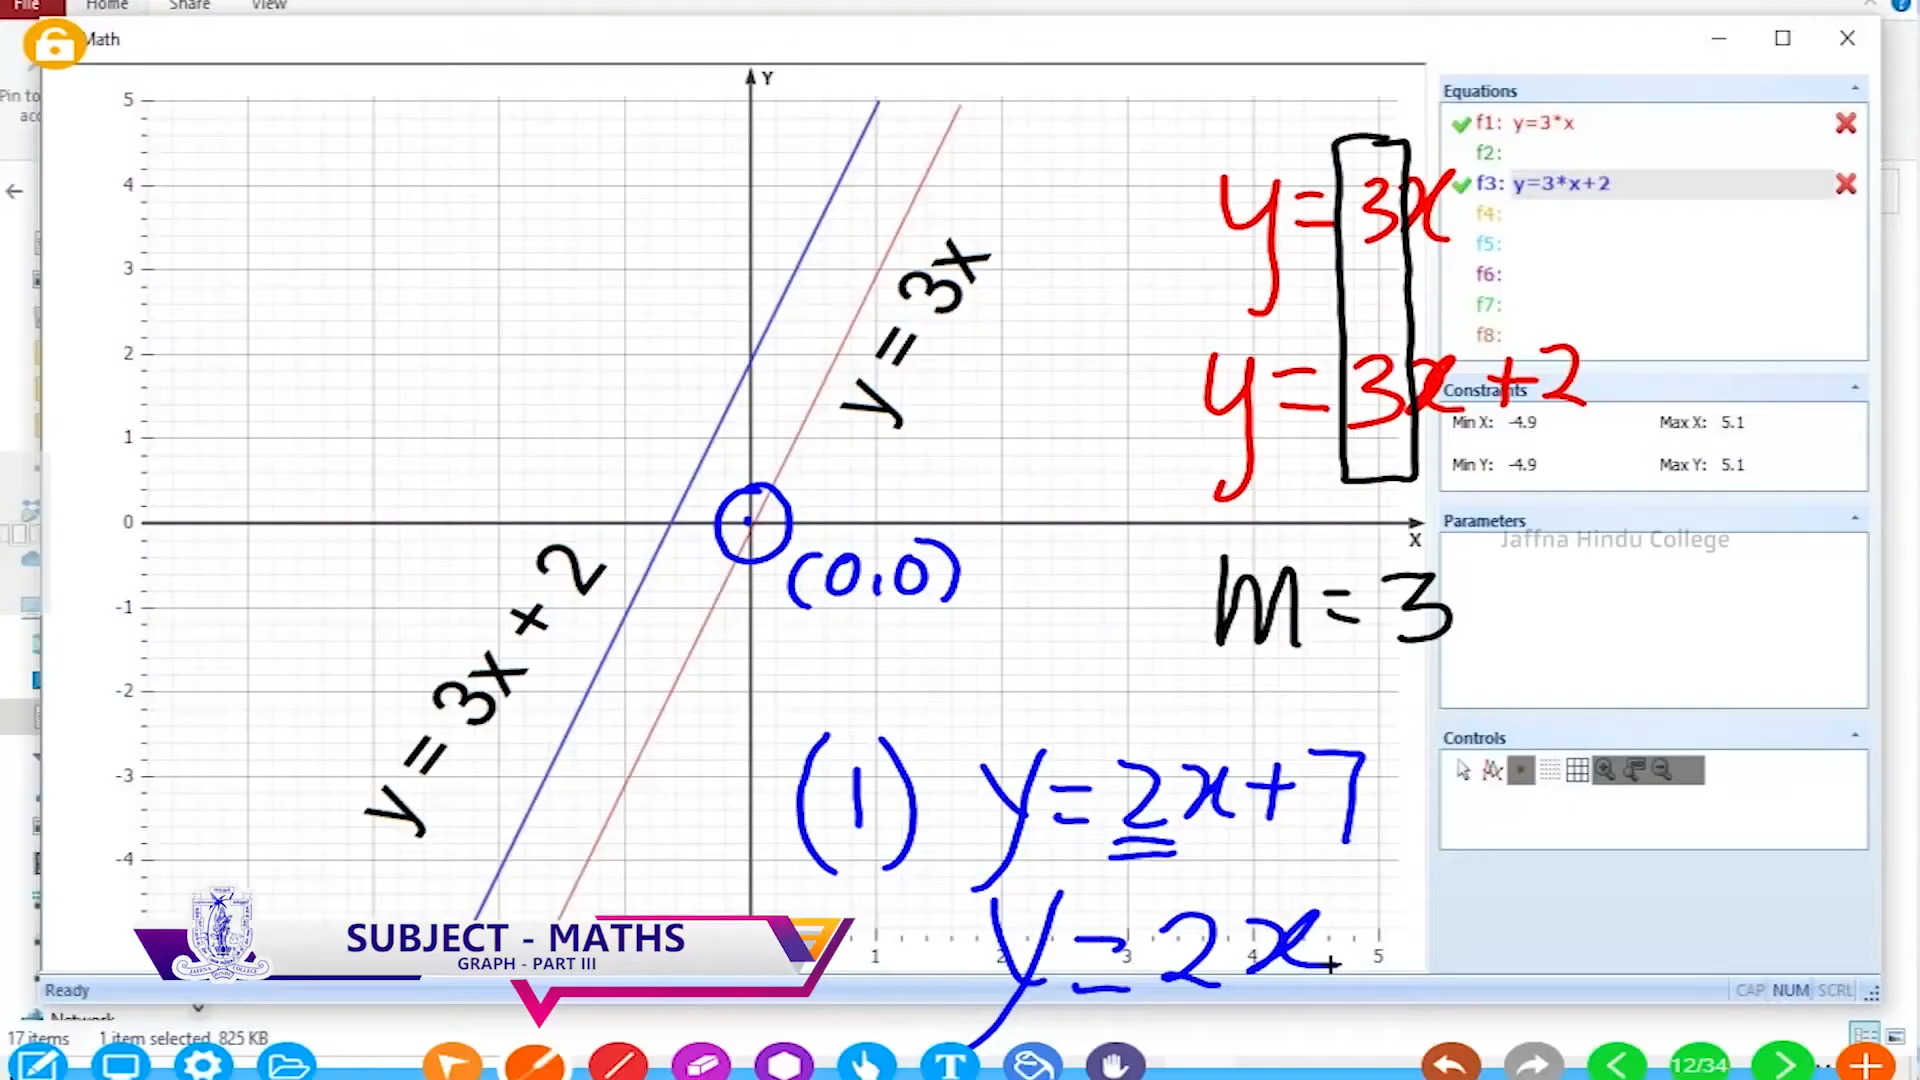 File Home Share View
Math
Pin to
acc
Y
5
4
3
2
1
0
-1
-2
-3
-4
X
1
3
5
y = 3x
y = 3x + 2
(0,0)
y = 3x
y = 3x + 2
m = 3
(1) y = 2x + 7
y = 2x
Equations
f1: y=3*x
f2:
f3: y=3*x+2
f4:
f5:
f6:
f7:
f8:
Constraints
Min X: -4.9 Max X: 5.1
Min Y: -4.9 Max Y: 5.1
Parameters
Jaffna Hindu College
Controls
SUBJECT - MATHS
GRAPH - PART III
Ready
CAP NUM SCRL
Network
17 items 1 item selected 825 KB
12/34